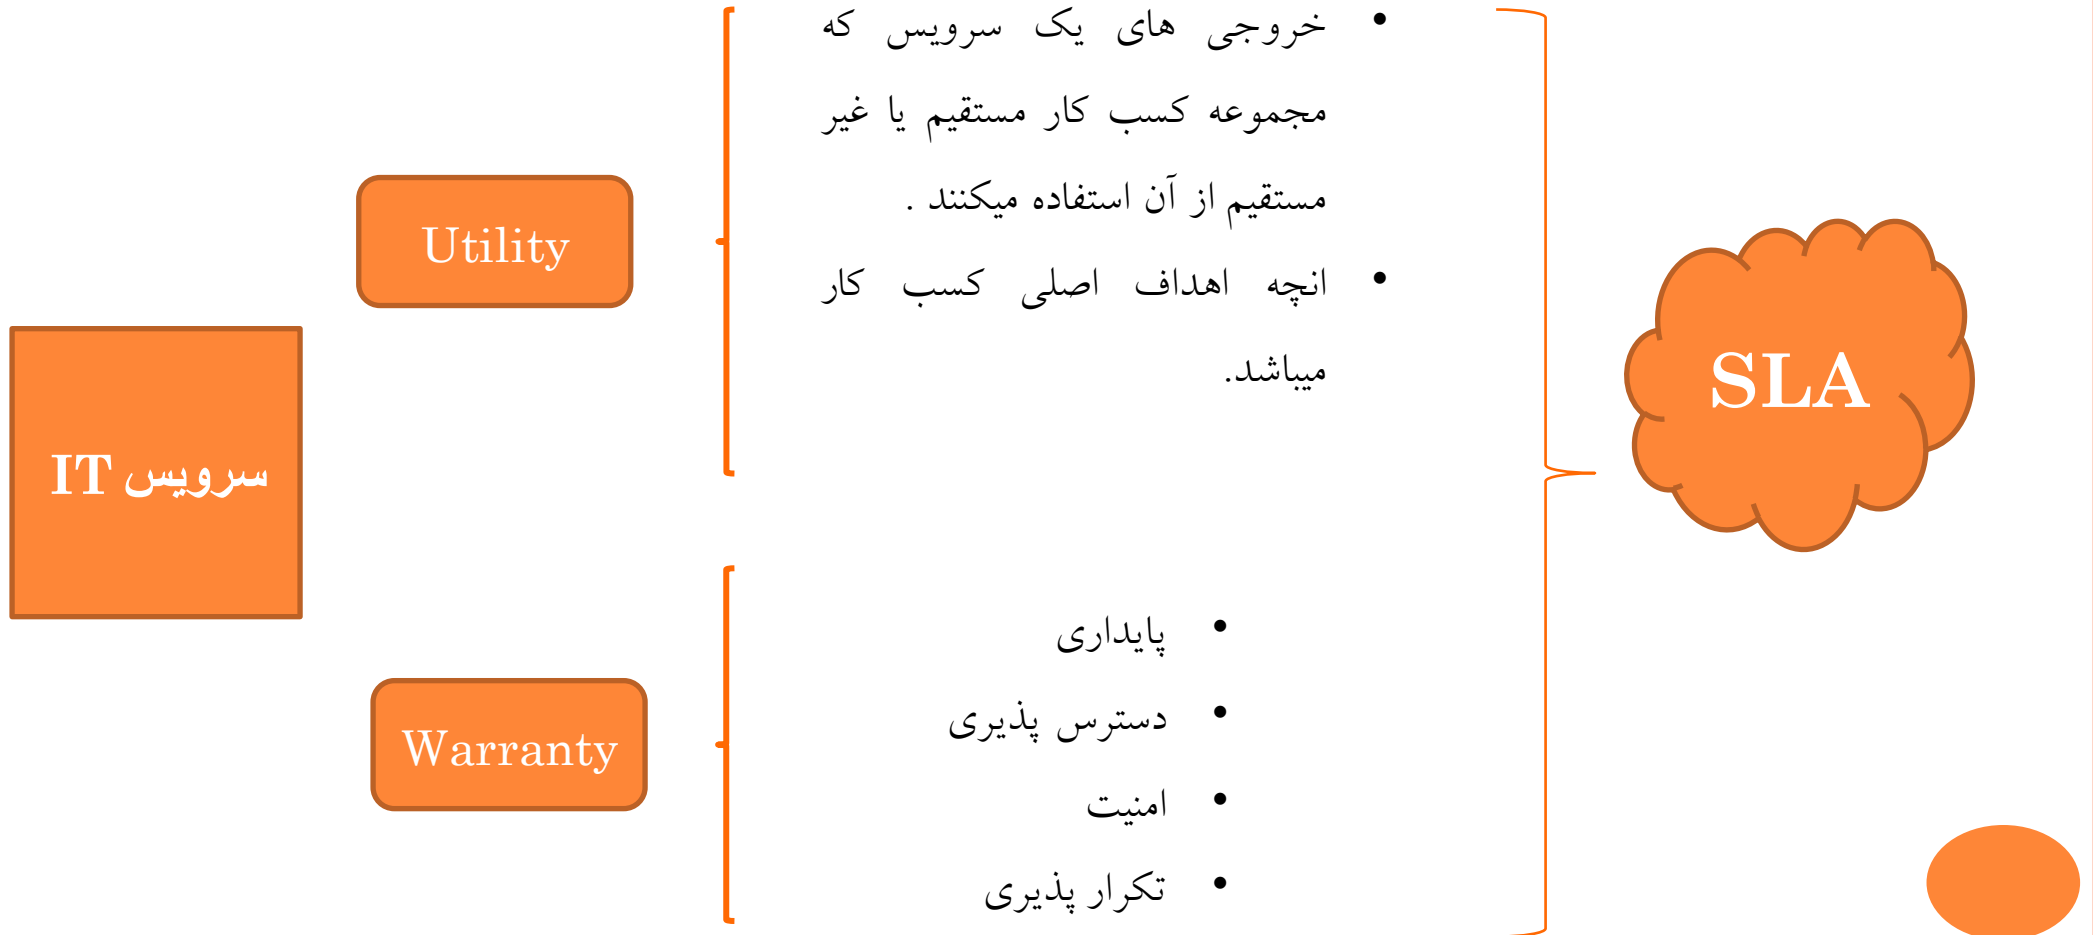 • خروجی های یک سرویس که
مجموعه کسب کار مستقیم یا غیر
مستقیم از آن استفاده میکنند .
• انچه اهداف اصلی کسب کار
میباشد.
Utility
SLA
سرویس IT
• پایداری
• دسترس پذیری
• امنیت
• تکرار پذیری
Warranty